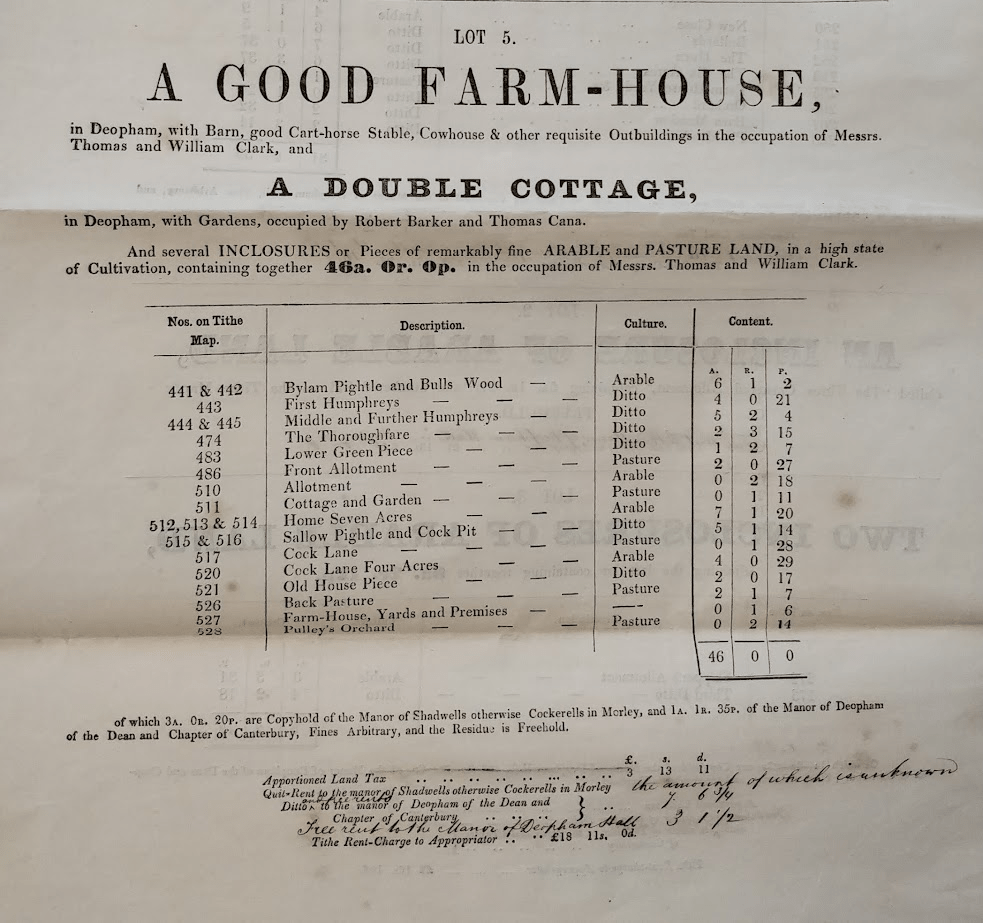 LOT 5.
A GOOD FARM-HOUSE,
in Deopham, with Barn, good Cart-horse Stable, Cowhouse & other requisite Outbuildings in the occupation of Messrs.
Thomas and William Clark, and
A DOUBLE COTTAGE,
in Deopham, with Gardens, occupied by Robert Barker and Thomas Cana.
And several INCLOSURES or Pieces of remarkably fine ARABLE and PASTURE LAND, in a high state
of Cultivation, containing together 46a. 0r. 0p. in the occupation of Messrs. Thomas and William Clark.
Nos. on Tithe Map. Description. Culture. Content.
A. R. P.
441 & 442 Bylam Pightle and Bulls Wood — Arable 6 1 2
443 First Humphreys — — — Ditto 4 0 21
444 & 445 Middle and Further Humphreys — Ditto 5 2 4
474 The Thoroughfare — — — Ditto 2 3 15
483 Lower Green Piece — — Ditto 1 2 7
486 Front Allotment — — — Pasture 2 0 27
510 Allotment — — — Arable 0 2 18
511 Cottage and Garden — — — Pasture 0 1 11
512, 513 & 514 Home Seven Acres — — Arable 7 1 20
515 & 516 Sallow Pightle and Cock Pit — — Ditto 5 1 14
517 Cock Lane — — — Pasture 0 1 28
520 Cock Lane Four Acres — — Arable 4 0 29
521 Old House Piece — — — Ditto 2 0 17
526 Back Pasture — — — Pasture 2 1 7
527 Farm-House, Yards and Premises — —— 0 1 6
528 Pulley's Orchard — — — Pasture 0 2 14
46 0 0
of which 3A. 0R. 20P. are Copyhold of the Manor of Shadwells otherwise Cockerells in Morley, and 1A. 1R. 35P. of the Manor of Deopham
of the Dean and Chapter of Canterbury, Fines Arbitrary, and the Residue is Freehold.
£. s. d.
Apportioned Land Tax .. .. .. .. .. .. .. .. 3 13 11
Quit-Rent to the manor of Shadwells otherwise Cockerells in Morley the amount of which is unknown
and free rents
Ditto to the manor of Deopham of the Dean and } .. 7. 6 3/4
Chapter of Canterbury .. .. .. ..
Free rent to the Manor of Deopham Hall 3 1 1/2
Tithe Rent-Charge to Appropriator .. .. £18 11s. 0d.